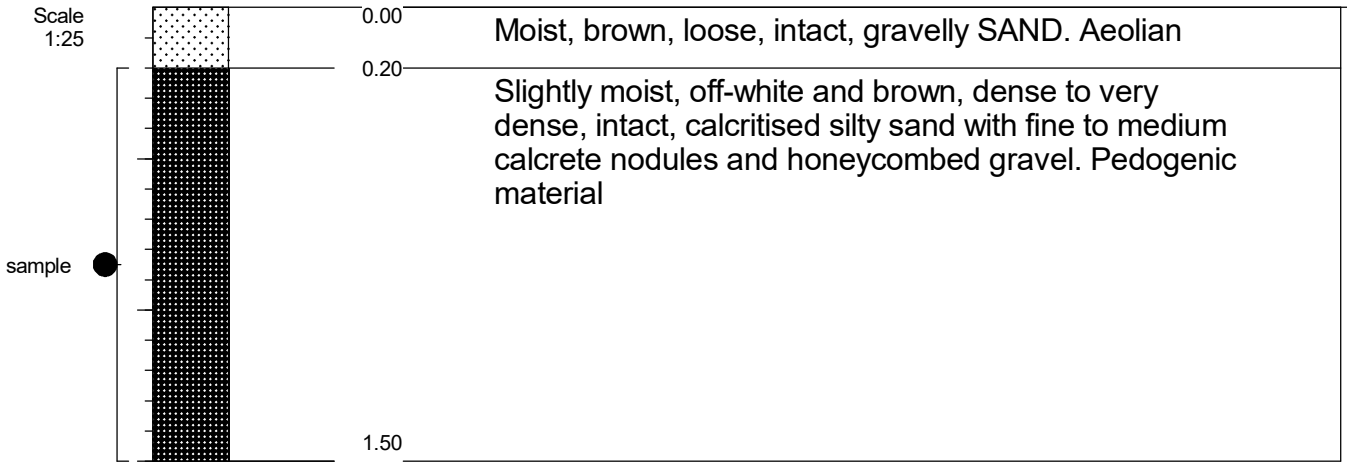 Scale
1:25
0.00
Moist, brown, loose, intact, gravelly SAND. Aeolian
0.20
Slightly moist, off-white and brown, dense to very
dense, intact, calcritised silty sand with fine to medium
calcrete nodules and honeycombed gravel. Pedogenic
material
sample
1.50